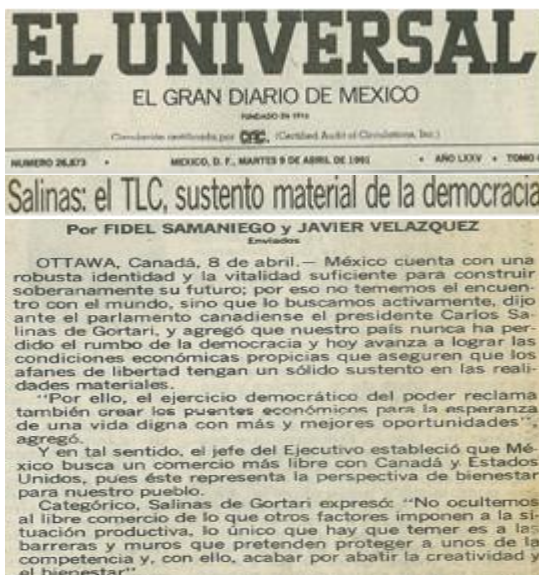 EL UNIVERSAL
EL GRAN DIARIO DE MEXICO
FUNDADO EN 1916
Circulación certificada por CAC. (Certified Audit of Circulations, Inc.)
NUMERO 26,873 • MEXICO, D. F., MARTES 9 DE ABRIL DE 1991 • AÑO LXXV • TOMO
Salinas: el TLC, sustento material de la democracia
Por FIDEL SAMANIEGO y JAVIER VELAZQUEZ
Enviados
OTTAWA, Canadá, 8 de abril.— México cuenta con una
robusta identidad y la vitalidad suficiente para construir
soberanamente su futuro; por eso no tememos el encuen-
tro con el mundo, sino que lo buscamos activamente, dijo
ante el parlamento canadiense el presidente Carlos Sa-
linas de Gortari, y agregó que nuestro país nunca ha per-
dido el rumbo de la democracia y hoy avanza a lograr las
condiciones económicas propicias que aseguren que los
afanes de libertad tengan un sólido sustento en las reali-
dades materiales.
"Por ello, el ejercicio democrático del poder reclama
también crear los puentes económicos para la esperanza
de una vida digna con más y mejores oportunidades",
agregó.
Y en tal sentido, el jefe del Ejecutivo estableció que Mé-
xico busca un comercio más libre con Canadá y Estados
Unidos, pues éste representa la perspectiva de bienestar
para nuestro pueblo.
Categórico, Salinas de Gortari expresó: "No ocultemos
al libre comercio de lo que otros factores imponen a la si-
tuación productiva, lo único que hay que temer es a las
barreras y muros que pretenden proteger a unos de la
competencia y, con ello, acabar por abatir la creatividad y
el bienestar"